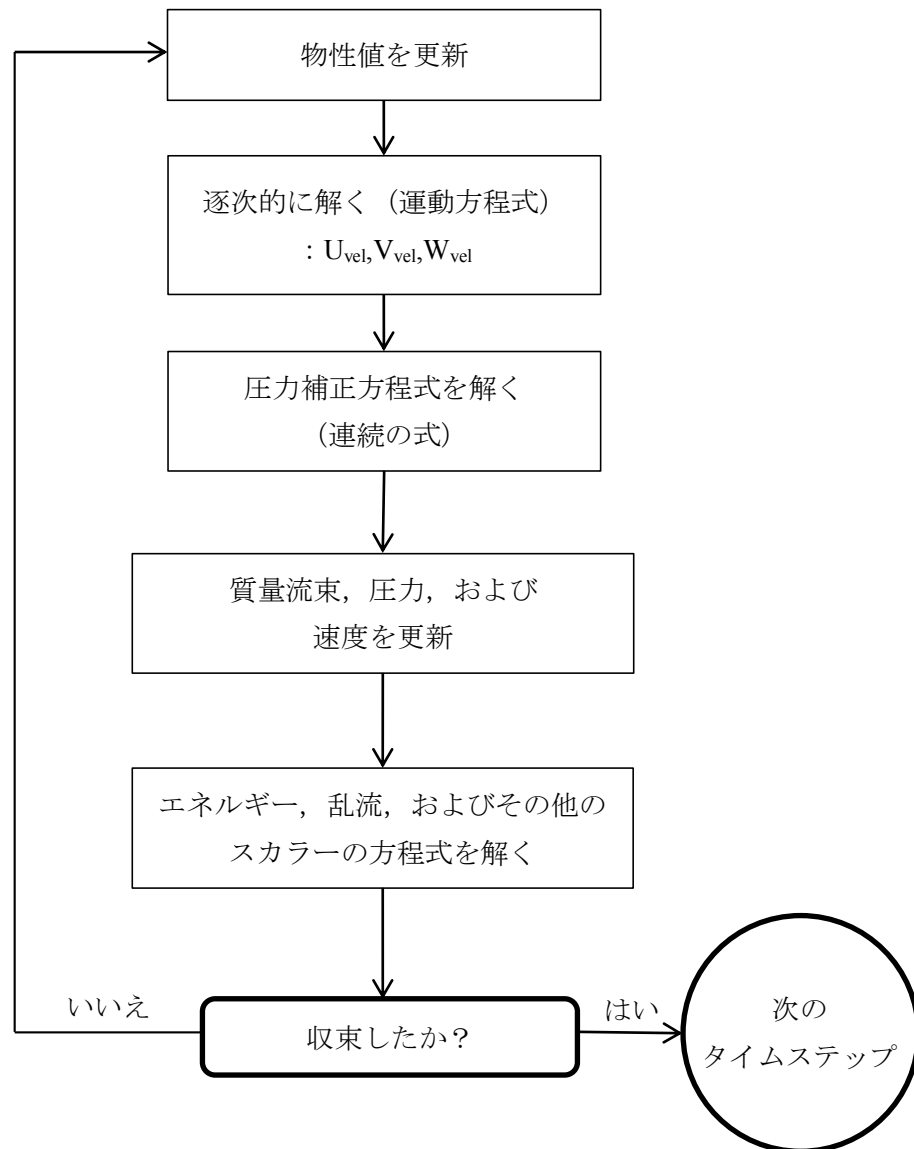 物性値を更新
逐次的に解く（運動方程式）
：U_vel,V_vel,W_vel
圧力補正方程式を解く
（連続の式）
質量流束，圧力，および
速度を更新
エネルギー，乱流，およびその他の
スカラーの方程式を解く
いいえ
収束したか？
はい
次の
タイムステップ